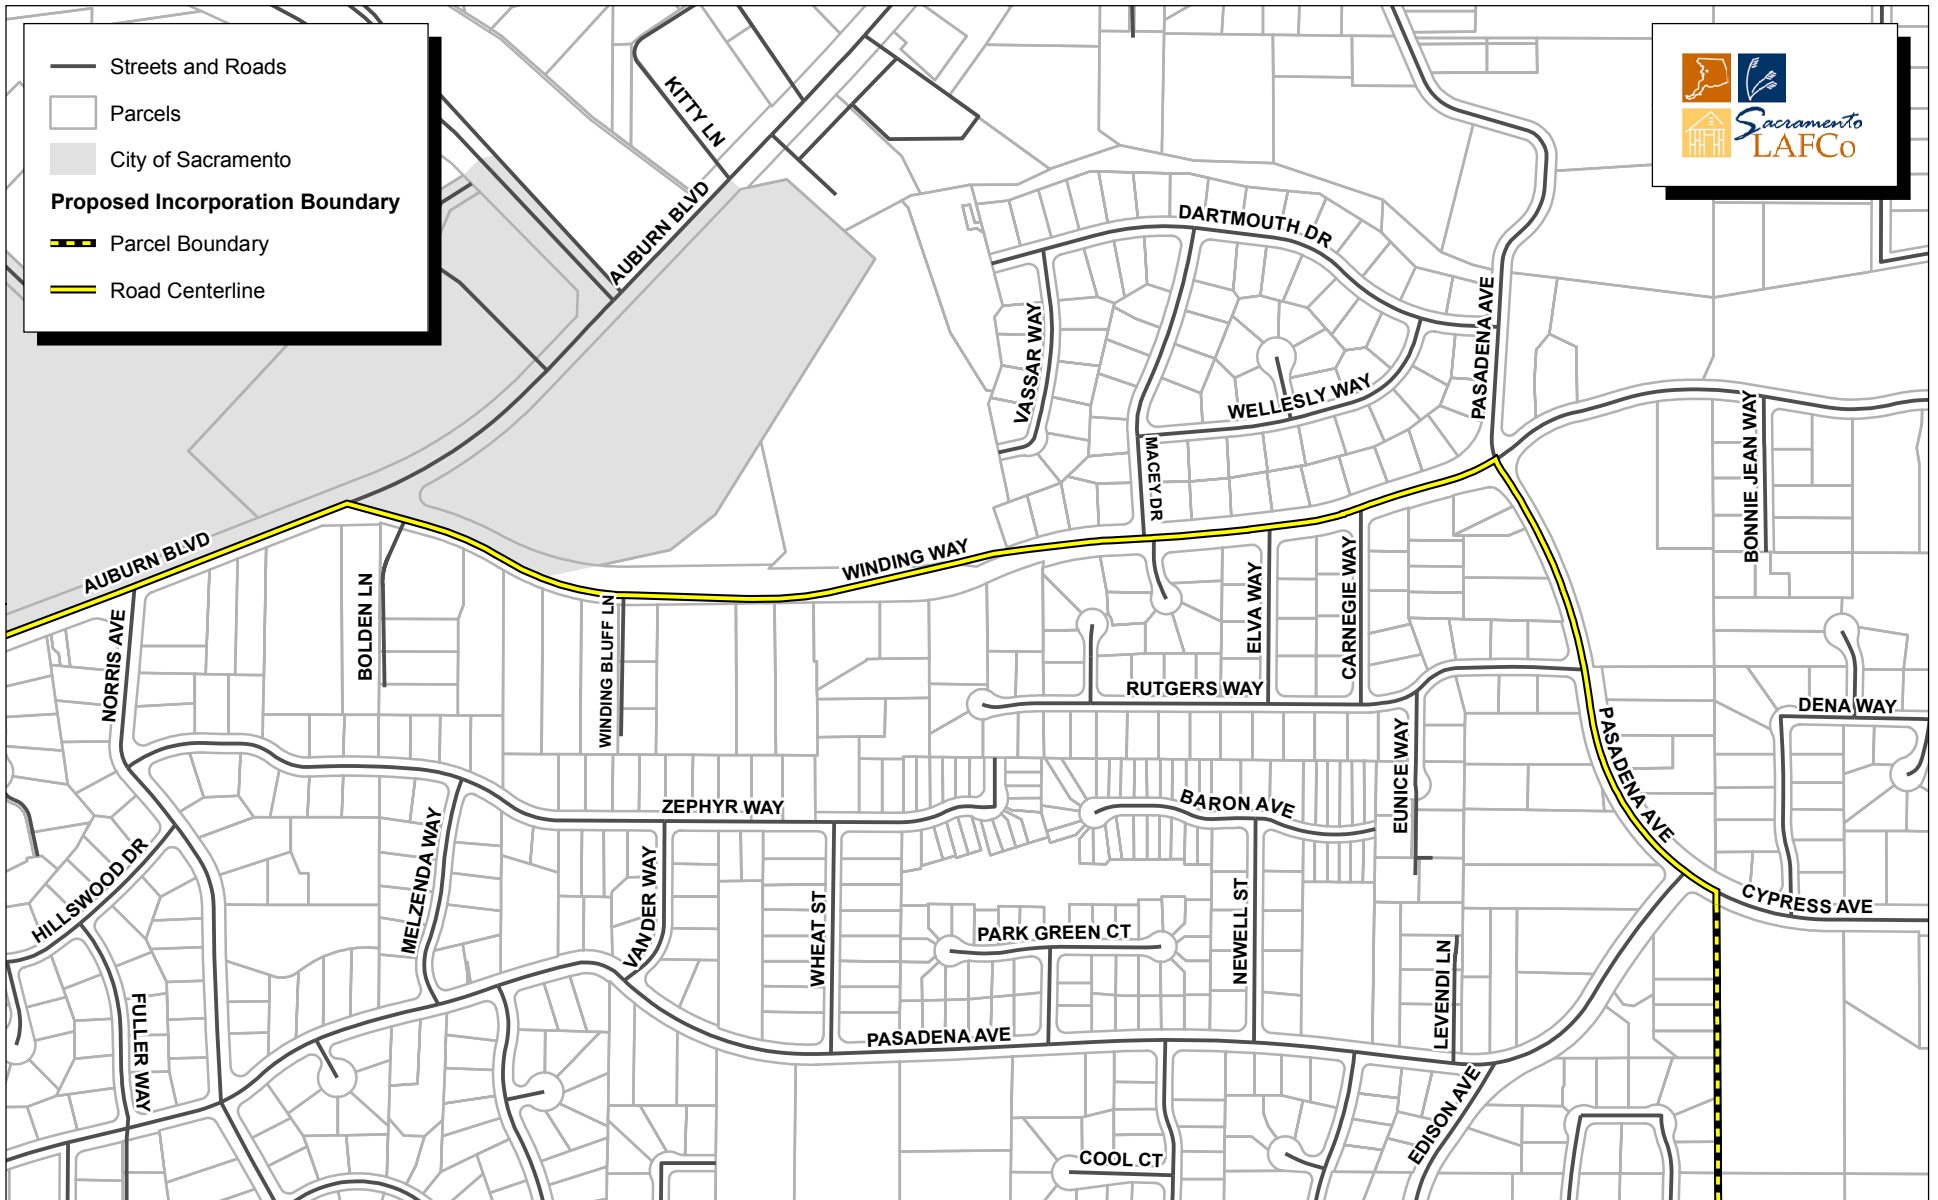 Streets and Roads
Parcels
City of Sacramento
Proposed Incorporation Boundary
Parcel Boundary
Road Centerline
Sacramento
LAFCo
KITTY LN
AUBURN BLVD
DARTMOUTH DR
PASADENA AVE
VASSAR WAY
WELLESLY WAY
MACEY DR
BONNIE JEAN WAY
AUBURN BLVD
WINDING WAY
NORRIS AVE
BOLDEN LN
WINDING BLUFF LN
ELVA WAY
CARNEGIE WAY
RUTGERS WAY
DENA WAY
PASADENA AVE
EUNICE WAY
ZEPHYR WAY
BARON AVE
MELZENDA WAY
HILLSWOOD DR
VANDER WAY
WHEAT ST
NEWELL ST
CYPRESS AVE
PARK GREEN CT
LEVENDI LN
FULLER WAY
PASADENA AVE
EDISON AVE
COOL CT